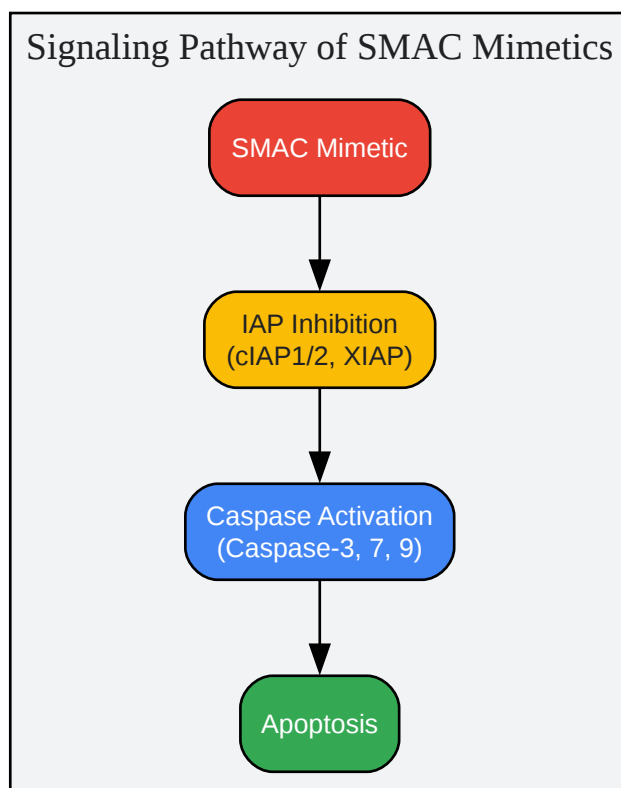 Signaling Pathway of SMAC Mimetics
SMAC Mimetic
IAP Inhibition
(cIAP1/2, XIAP)
Caspase Activation
(Caspase-3, 7, 9)
Apoptosis